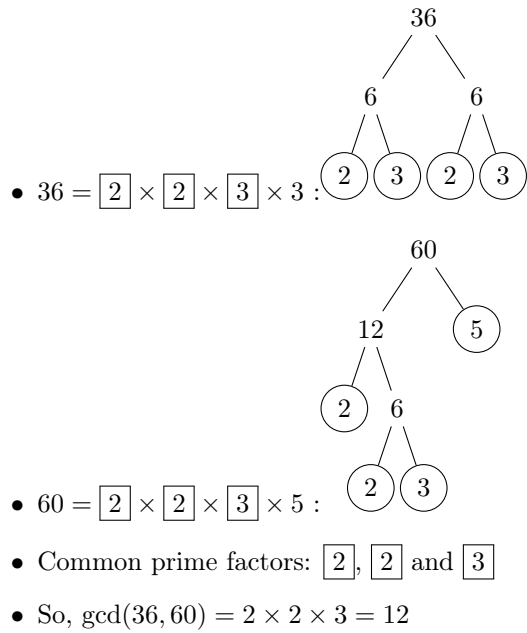 36
6 6
2 3 2 3
• 36 = 2 × 2 × 3 × 3 :
60
12 5
2 6
2 3
• 60 = 2 × 2 × 3 × 5 :
• Common prime factors: 2, 2 and 3
• So, gcd(36, 60) = 2 × 2 × 3 = 12